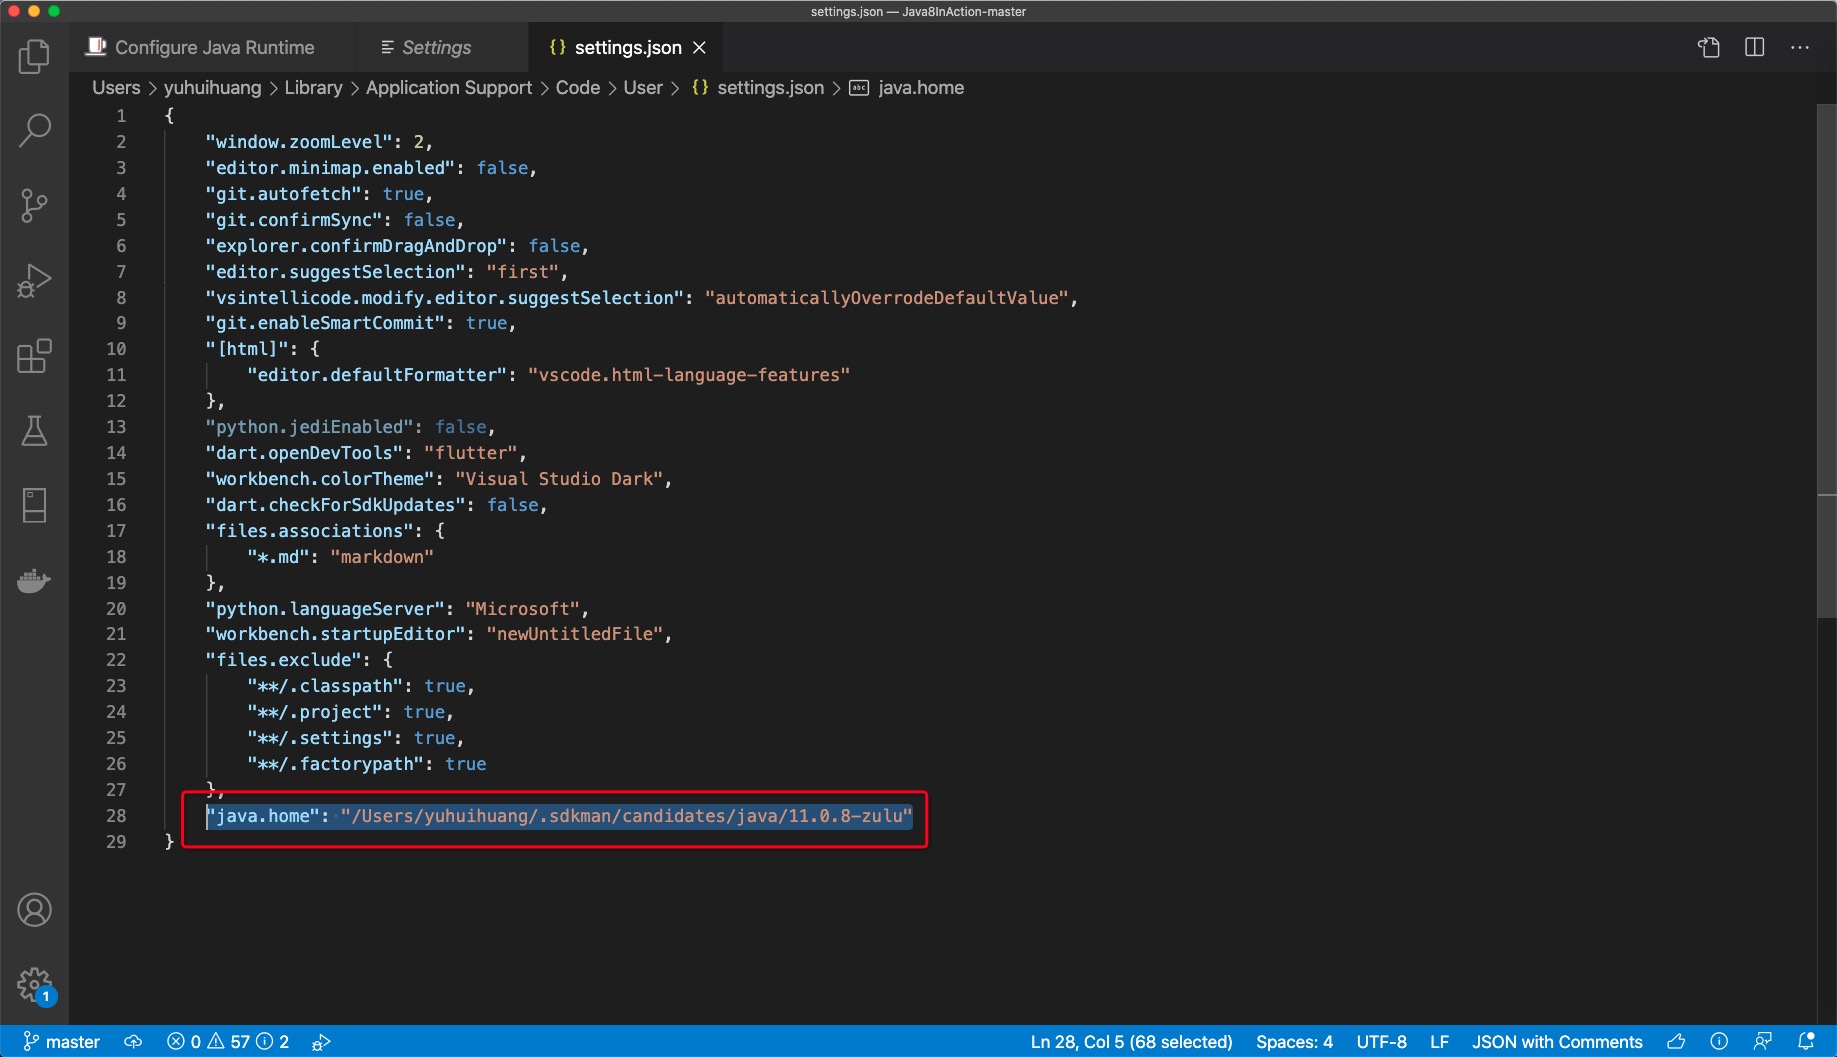 settings.json — Java8InAction-master
Configure Java Runtime
Settings
{} settings.json
Users > yuhuihuang > Library > Application Support > Code > User > {} settings.json > abc java.home
1 {
2 "window.zoomLevel": 2,
3 "editor.minimap.enabled": false,
4 "git.autofetch": true,
5 "git.confirmSync": false,
6 "explorer.confirmDragAndDrop": false,
7 "editor.suggestSelection": "first",
8 "vsintellicode.modify.editor.suggestSelection": "automaticallyOverrodeDefaultValue",
9 "git.enableSmartCommit": true,
10 "[html]": {
11 "editor.defaultFormatter": "vscode.html-language-features"
12 },
13 "python.jediEnabled": false,
14 "dart.openDevTools": "flutter",
15 "workbench.colorTheme": "Visual Studio Dark",
16 "dart.checkForSdkUpdates": false,
17 "files.associations": {
18 "*.md": "markdown"
19 },
20 "python.languageServer": "Microsoft",
21 "workbench.startupEditor": "newUntitledFile",
22 "files.exclude": {
23 "**/.classpath": true,
24 "**/.project": true,
25 "**/.settings": true,
26 "**/.factorypath": true
27 },
28 "java.home": "/Users/yuhuihuang/.sdkman/candidates/java/11.0.8-zulu"
29 }
1
master 0 57 2 Ln 28, Col 5 (68 selected) Spaces: 4 UTF-8 LF JSON with Comments